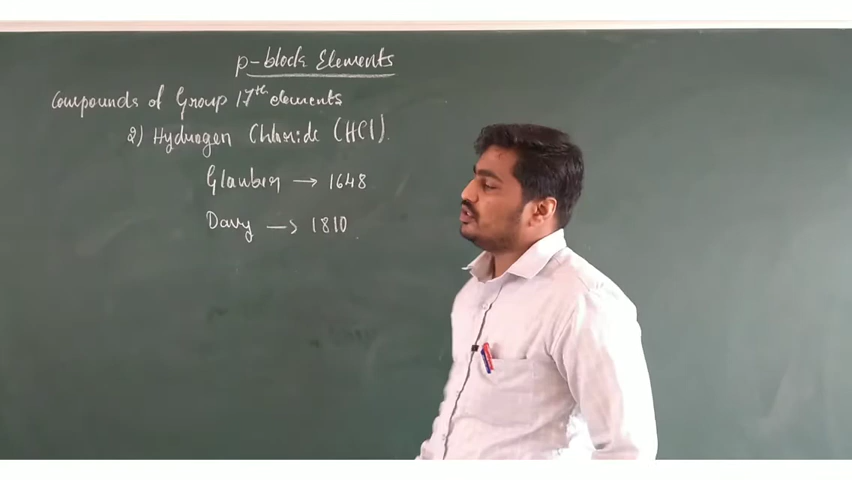 p-block Elements
Compounds of Group 17th elements
2) Hydrogen Chloride (HCl).
Glauber → 1648
Davy → 1810